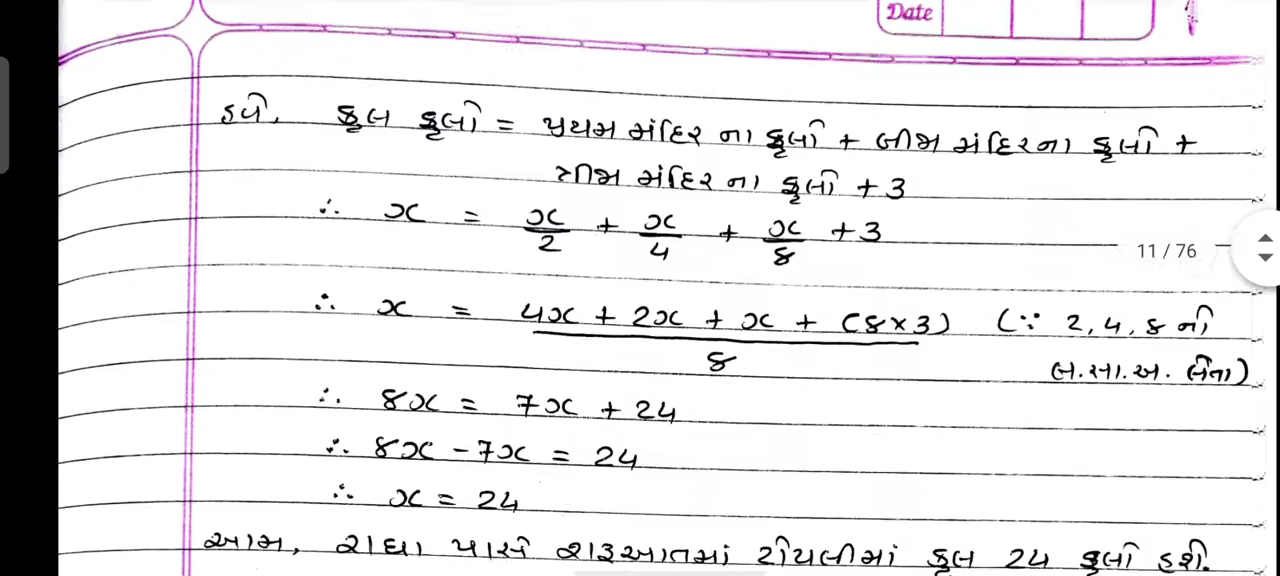 Date
હવે, કુલ ફૂલો = પ્રથમ મંદિર ના ફૂલો + બીજા મંદિરના ફૂલો +
ત્રીજા મંદિર ના ફૂલો + 3
∴ x = x/2 + x/4 + x/8 + 3
11 / 76
∴ x = 4x + 2x + x + (8 × 3) / 8 (∵ 2, 4, 8 નો
લ.સા.અ. લેતા)
∴ 8x = 7x + 24
∴ 8x - 7x = 24
∴ x = 24
આમ, રાધા પાસે શરૂઆતમાં ટોપલીમાં કુલ 24 ફૂલો હશે.